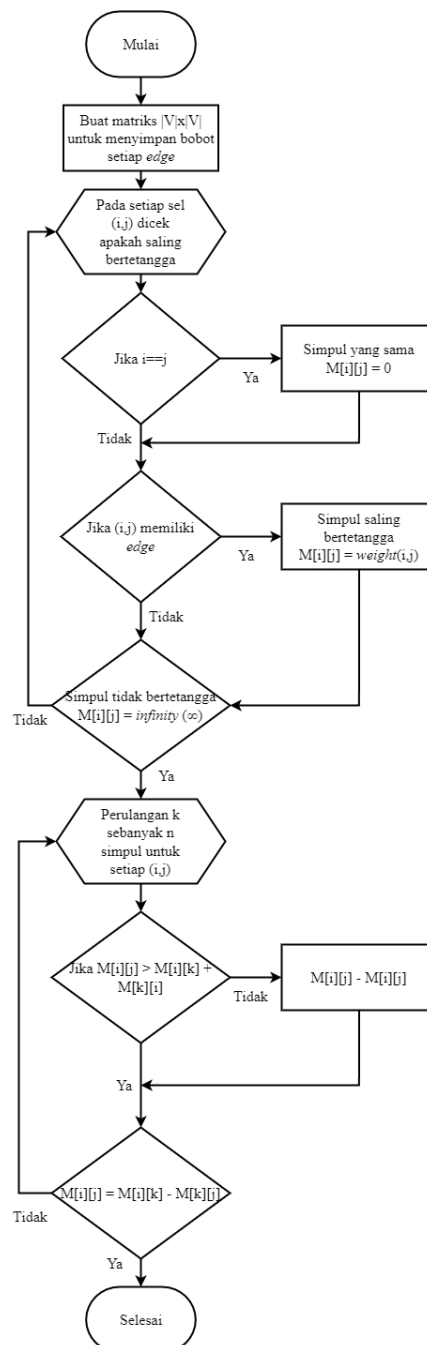 Mulai
Buat matriks |V|x|V|
untuk menyimpan bobot
setiap edge
Pada setiap sel
(i,j) dicek
apakah saling
bertetangga
Jika i==j
Ya
Simpul yang sama
M[i][j] = 0
Tidak
Jika (i,j) memiliki
edge
Ya
Simpul saling
bertetangga
M[i][j] = weight(i,j)
Tidak
Simpul tidak bertetangga
M[i][j] = infinity (∞)
Tidak
Ya
Perulangan k
sebanyak n
simpul untuk
setiap (i,j)
Jika M[i][j] > M[i][k] +
M[k][i]
Tidak
M[i][j] - M[i][j]
Ya
M[i][j] = M[i][k] - M[k][j]
Tidak
Ya
Selesai